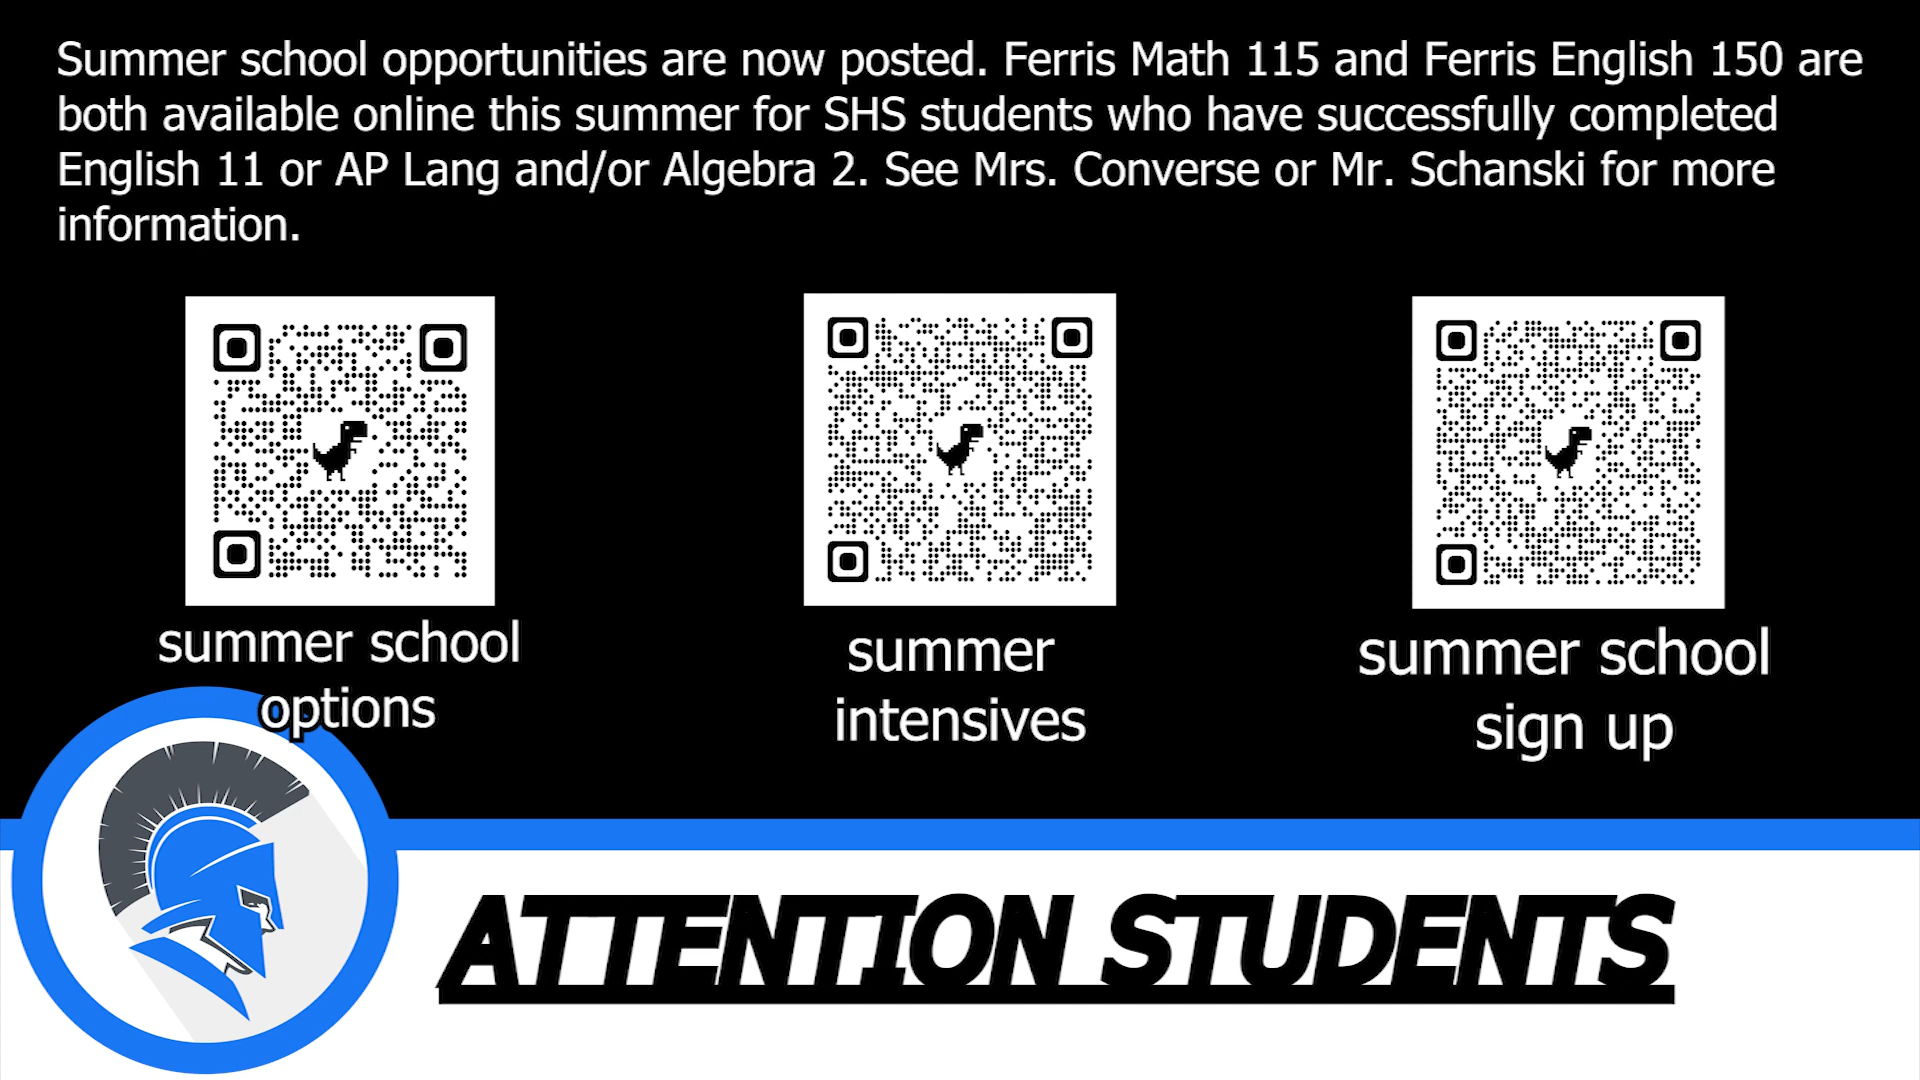 Summer school opportunities are now posted. Ferris Math 115 and Ferris English 150 are
both available online this summer for SHS students who have successfully completed
English 11 or AP Lang and/or Algebra 2. See Mrs. Converse or Mr. Schanski for more
information.
summer school
options
summer
intensives
summer school
sign up
ATTENTION STUDENTS